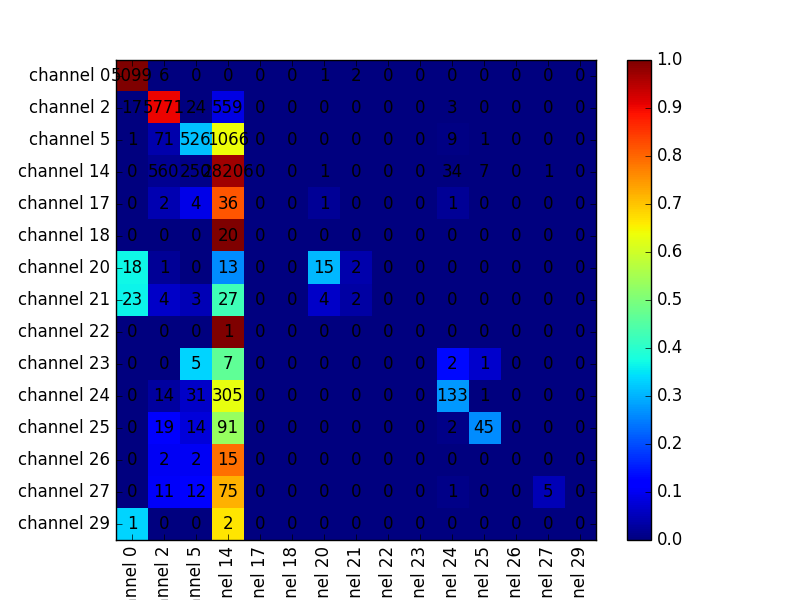 channel 0 5099 6 0 0 0 0 1 2 0 0 0 0 0 0 0
channel 2 17 5771 24 559 0 0 0 0 0 0 3 0 0 0 0
channel 5 1 71 526 1066 0 0 0 0 0 0 9 1 0 0 0
channel 14 0 560 250 28206 0 0 1 0 0 0 34 7 0 1 0
channel 17 0 2 4 36 0 0 1 0 0 0 1 0 0 0 0
channel 18 0 0 0 20 0 0 0 0 0 0 0 0 0 0 0
channel 20 18 1 0 13 0 0 15 2 0 0 0 0 0 0 0
channel 21 23 4 3 27 0 0 4 2 0 0 0 0 0 0 0
channel 22 0 0 0 1 0 0 0 0 0 0 0 0 0 0 0
channel 23 0 0 5 7 0 0 0 0 0 0 2 1 0 0 0
channel 24 0 14 31 305 0 0 0 0 0 0 133 1 0 0 0
channel 25 0 19 14 91 0 0 0 0 0 0 2 45 0 0 0
channel 26 0 2 2 15 0 0 0 0 0 0 0 0 0 0 0
channel 27 0 11 12 75 0 0 0 0 0 0 1 0 0 5 0
channel 29 1 0 0 2 0 0 0 0 0 0 0 0 0 0 0
nnel 0
nnel 2
nnel 5
nel 14
nel 17
nel 18
nel 20
nel 21
nel 22
nel 23
nel 24
nel 25
nel 26
nel 27
nel 29
1.0
0.9
0.8
0.7
0.6
0.5
0.4
0.3
0.2
0.1
0.0